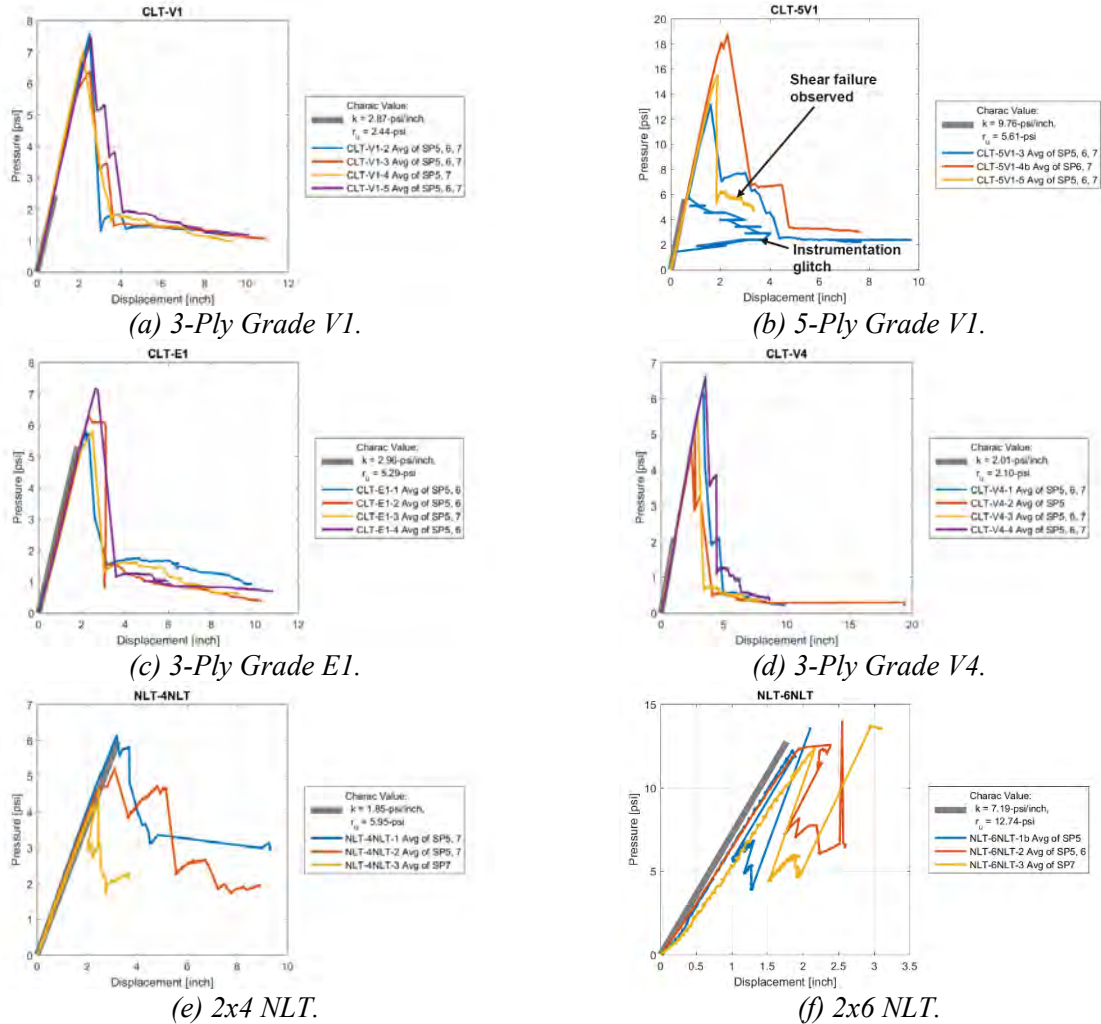 CLT-V1
8
7
6
5
4
3
2
1
0
Pressure [psi]
0 2 4 6 8 10 12
Displacement [inch]
Charac Value:
k = 2.87-psi/inch,
r_u = 2.44-psi
CLT-V1-2 Avg of SP5, 6, 7
CLT-V1-3 Avg of SP5, 6, 7
CLT-V1-4 Avg of SP5, 7
CLT-V1-5 Avg of SP5, 6, 7
(a) 3-Ply Grade V1.
CLT-5V1
20
18
16
14
12
10
8
6
4
2
0
Pressure [psi]
Shear failure
observed
Instrumentation
glitch
0 2 4 6 8 10
Displacement [inch]
Charac Value:
k = 9.76-psi/inch,
r_u = 5.61-psi
CLT-5V1-3 Avg of SP5, 6, 7
CLT-5V1-4b Avg of SP6, 7
CLT-5V1-5 Avg of SP5, 6, 7
(b) 5-Ply Grade V1.
CLT-E1
8
7
6
5
4
3
2
1
0
Pressure [psi]
0 2 4 6 8 10 12
Displacement [inch]
Charac Value:
k = 2.96-psi/inch,
r_u = 5.29-psi
CLT-E1-1 Avg of SP5, 6
CLT-E1-2 Avg of SP5, 6
CLT-E1-3 Avg of SP5, 7
CLT-E1-4 Avg of SP5, 6
(c) 3-Ply Grade E1.
CLT-V4
7
6
5
4
3
2
1
0
Pressure [psi]
0 5 10 15 20
Displacement [inch]
Charac Value:
k = 2.01-psi/inch,
r_u = 2.10-psi
CLT-V4-1 Avg of SP5, 6, 7
CLT-V4-2 Avg of SP5
CLT-V4-3 Avg of SP5, 6, 7
CLT-V4-4 Avg of SP5, 6, 7
(d) 3-Ply Grade V4.
NLT-4NLT
7
6
5
4
3
2
1
0
Pressure [psi]
0 2 4 6 8 10
Displacement [inch]
Charac Value:
k = 1.85-psi/inch,
r_u = 5.95-psi
NLT-4NLT-1 Avg of SP5, 7
NLT-4NLT-2 Avg of SP5, 7
NLT-4NLT-3 Avg of SP7
(e) 2x4 NLT.
NLT-6NLT
15
10
5
0
Pressure [psi]
0 0.5 1 1.5 2 2.5 3 3.5
Displacement [inch]
Charac Value:
k = 7.19-psi/inch,
r_u = 12.74-psi
NLT-6NLT-1b Avg of SP5
NLT-6NLT-2 Avg of SP5, 6
NLT-6NLT-3 Avg of SP7
(f) 2x6 NLT.